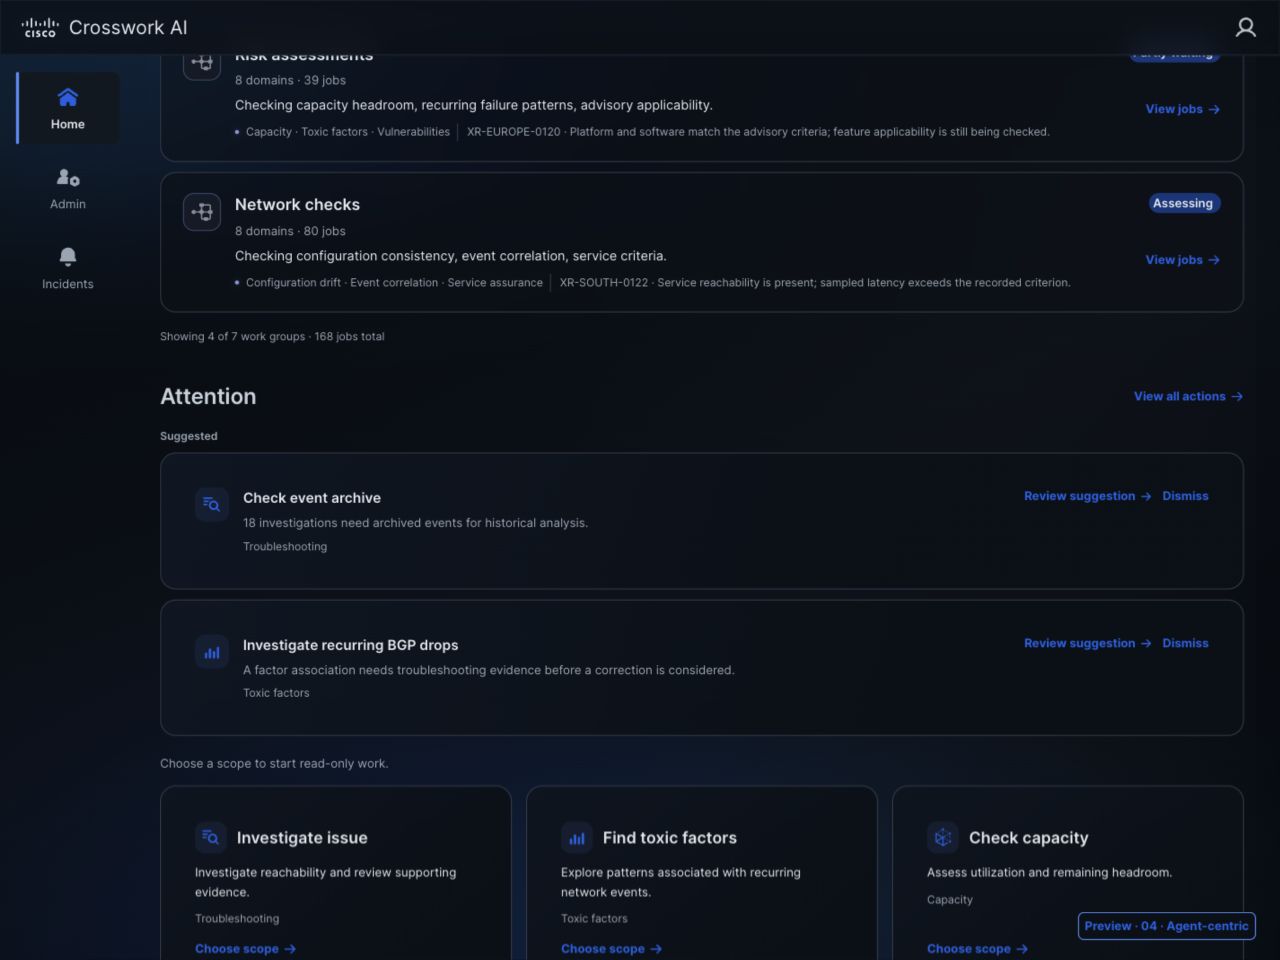 CISCO Crosswork AI
Home
Admin
Incidents
Risk assessments
Partly waiting
8 domains · 39 jobs
Checking capacity headroom, recurring failure patterns, advisory applicability.
View jobs →
• Capacity · Toxic factors · Vulnerabilities | XR-EUROPE-0120 · Platform and software match the advisory criteria; feature applicability is still being checked.
Network checks
Assessing
8 domains · 80 jobs
Checking configuration consistency, event correlation, service criteria.
View jobs →
• Configuration drift · Event correlation · Service assurance | XR-SOUTH-0122 · Service reachability is present; sampled latency exceeds the recorded criterion.
Showing 4 of 7 work groups · 168 jobs total
Attention
View all actions →
Suggested
Check event archive
Review suggestion → Dismiss
18 investigations need archived events for historical analysis.
Troubleshooting
Investigate recurring BGP drops
Review suggestion → Dismiss
A factor association needs troubleshooting evidence before a correction is considered.
Toxic factors
Choose a scope to start read-only work.
Investigate issue
Investigate reachability and review supporting
evidence.
Troubleshooting
Choose scope →
Find toxic factors
Explore patterns associated with recurring
network events.
Toxic factors
Choose scope →
Check capacity
Assess utilization and remaining headroom.
Capacity
Choose scope →
Preview · 04 · Agent-centric